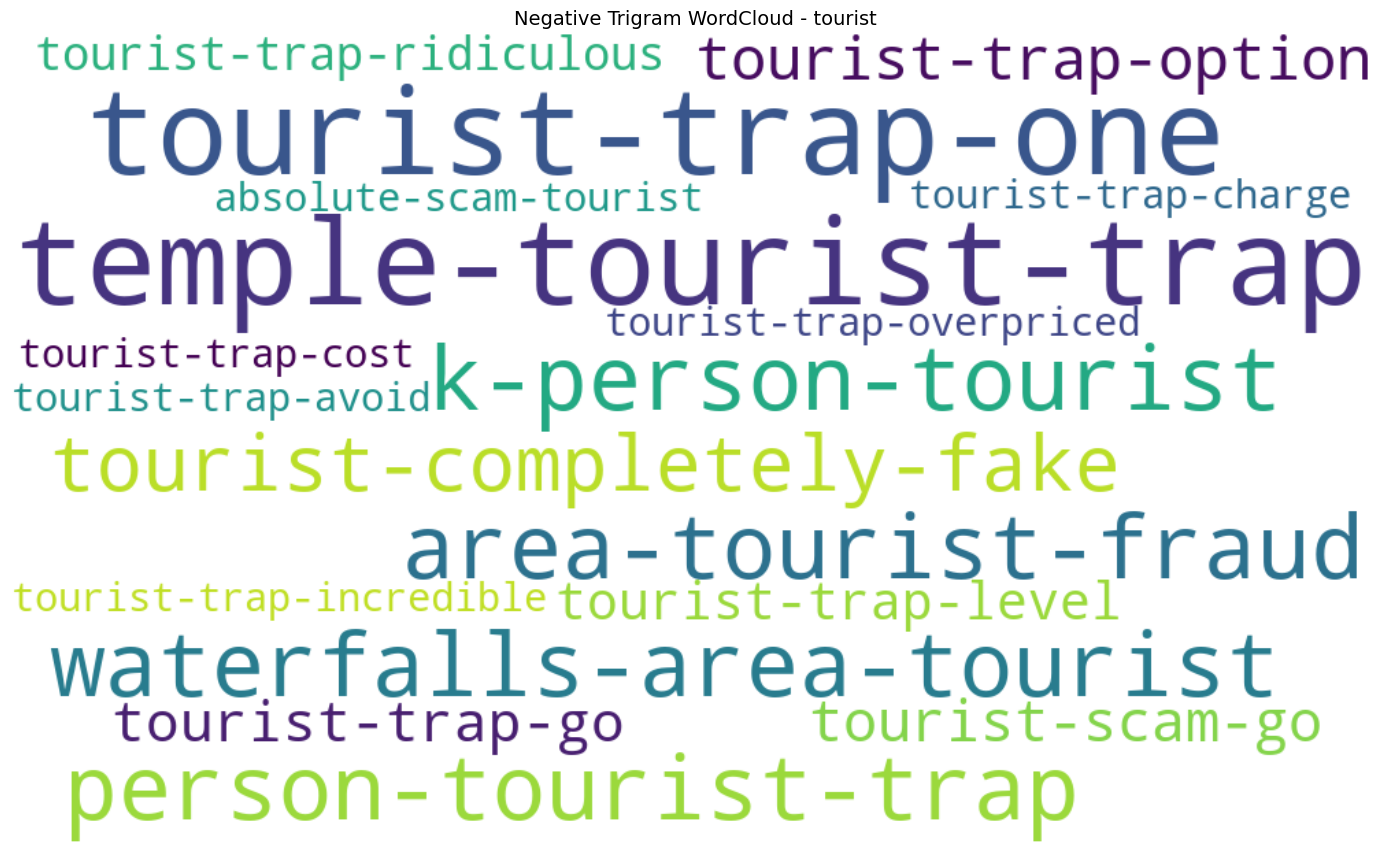 Negative Trigram WordCloud - tourist
tourist-trap-ridiculous
tourist-trap-option
tourist-trap-one
absolute-scam-tourist
tourist-trap-charge
temple-tourist-trap
tourist-trap-overpriced
tourist-trap-cost
k-person-tourist
tourist-trap-avoid
tourist-completely-fake
area-tourist-fraud
tourist-trap-incredible
tourist-trap-level
waterfalls-area-tourist
tourist-trap-go
tourist-scam-go
person-tourist-trap